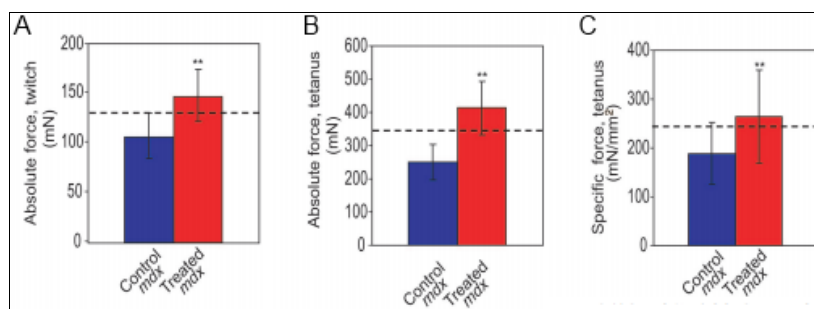 A
Absolute force, twitch
(mN)
200
150
100
50
0
**
Control
mdx
Treated
mdx
B
Absolute force, tetanus
(mN)
600
500
400
300
200
100
0
**
Control
mdx
Treated
mdx
C
Specific force, tetanus
(mN/mm²)
400
300
200
100
0
**
Control
mdx
Treated
mdx